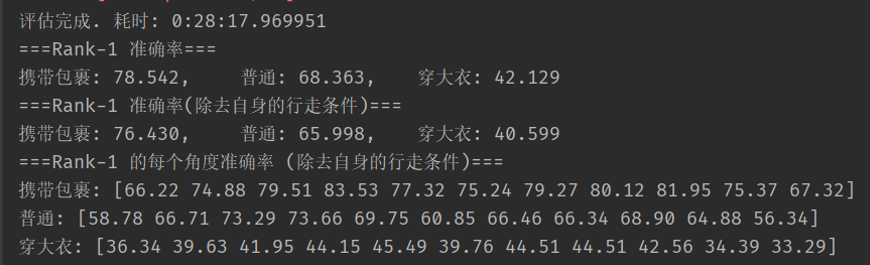 评估完成. 耗时: 0:28:17.969951
===Rank-1 准确率===
携带包裹: 78.542,     普通: 68.363,    穿大衣: 42.129
===Rank-1 准确率(除去自身的行走条件)===
携带包裹: 76.430,     普通: 65.998,    穿大衣: 40.599
===Rank-1 的每个角度准确率 (除去自身的行走条件)===
携带包裹: [66.22 74.88 79.51 83.53 77.32 75.24 79.27 80.12 81.95 75.37 67.32]
普通: [58.78 66.71 73.29 73.66 69.75 60.85 66.46 66.34 68.90 64.88 56.34]
穿大衣: [36.34 39.63 41.95 44.15 45.49 39.76 44.51 44.51 42.56 34.39 33.29]